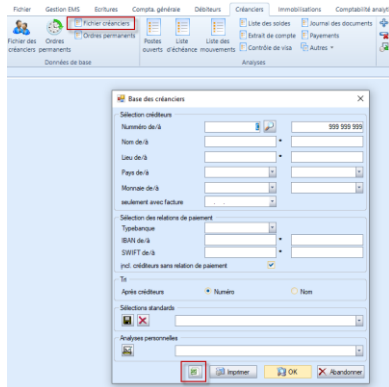 Fichier Gestion EMS Ecritures Compta. générale Débiteurs Créanciers Immobilisations Comptabilité analyt
Fichier des créanciers
Ordres permanents
Fichier créanciers
Ordres permanents
Postes ouverts
Liste d'échéance
Liste des mouvements
Liste des soldes
Extrait de compte
Contrôle de visa
Journal des documents
Payements
Autres
Données de base Analyses
Base des créanciers
Sélection créditeurs
Numméro de/à 999 999 999
Nom de/à *
Lieu de/à *
Pays de/à
Monnaie de/à
seulement avec facture . .
Sélection des relations de paiement
Typebanque
IBAN de/à *
SWIFT de/à *
incl. créditeurs sans relation de paiement
Tri
Après créditeurs Numéro Nom
Sélections standards
Analyses personnelles
Imprimer OK Abandonner